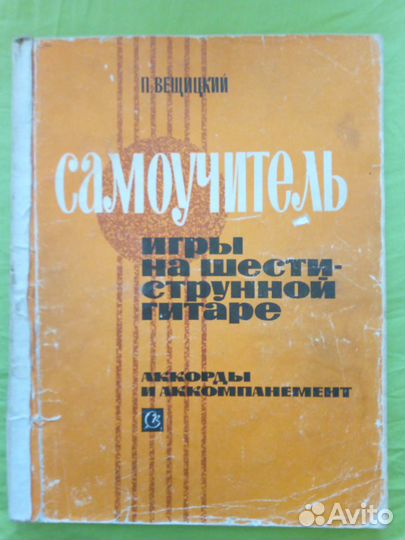 П. ВЕЩИЦКИЙ
САМОУЧИТЕЛЬ
ИГРЫ
НА ШЕСТИ-
СТРУННОЙ
ГИТАРЕ
АККОРДЫ
И АККОМПАНЕМЕНТ
Avito